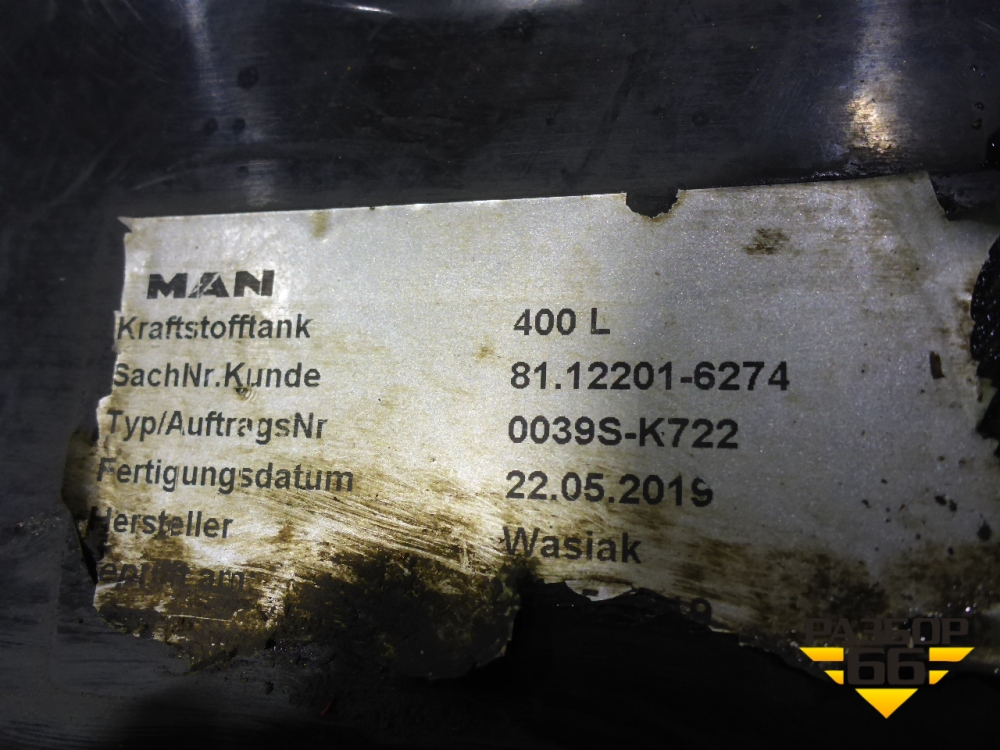 MAN
Kraftstofftank 400 L
SachNr.Kunde 81.12201-6274
Typ/AuftragsNr 0039S-K722
Fertigungsdatum 22.05.2019
Hersteller Wasiak
am
РАЗБОР
66